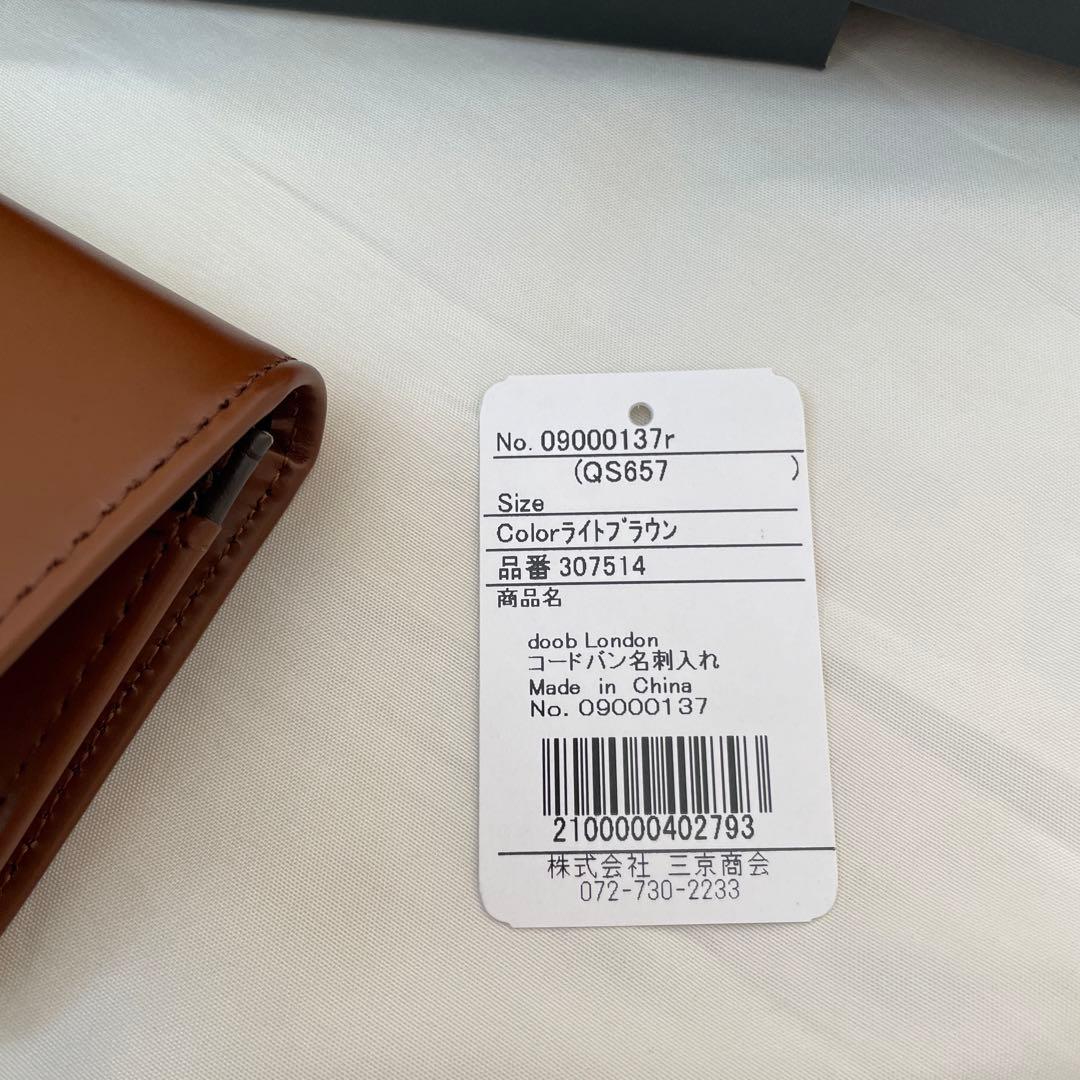 No. 09000137r
(QS657 )
Size
Colorライトブラウン
品番 307514
商品名
doob London
コードバン名刺入れ
Made in China
No. 09000137
2100000402793
株式会社 三京商会
072-730-2233